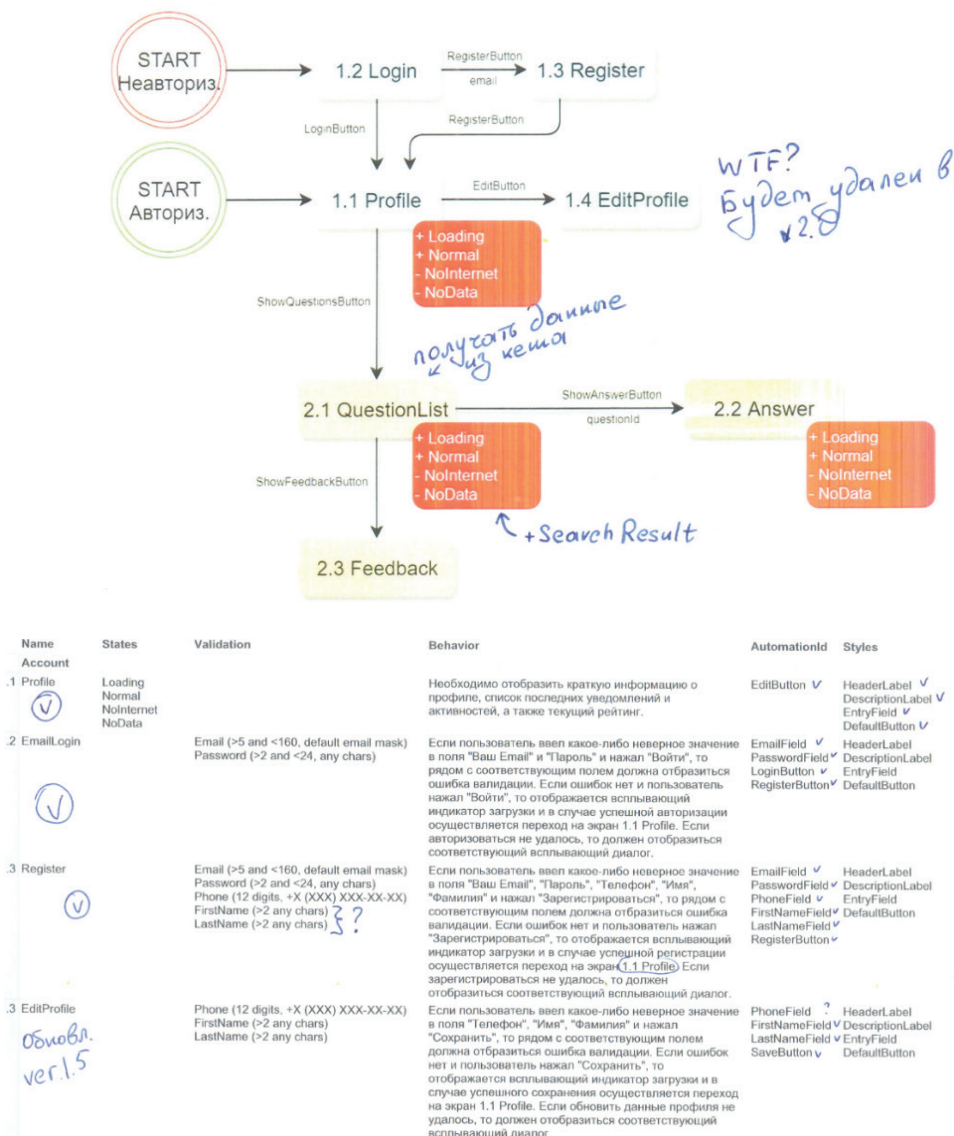 START
Неавториз.
1.2 Login
RegisterButton
email
1.3 Register
LoginButton
RegisterButton
START
Авториз.
1.1 Profile
EditButton
1.4 EditProfile
WTF?
Будет удален в
v 2.0
+ Loading
+ Normal
- NoInternet
- NoData
ShowQuestionsButton
получать данные
из кеша
2.1 QuestionList
ShowAnswerButton
questionId
2.2 Answer
+ Loading
+ Normal
- NoInternet
- NoData
+ Loading
+ Normal
- NoInternet
- NoData
ShowFeedbackButton
+Search Result
2.3 Feedback
Name States Validation Behavior AutomationId Styles
Account
.1 Profile
Loading
Normal
NoInternet
NoData
Необходимо отобразить краткую информацию о
профиле, список последних уведомлений и
активностей, а также текущий рейтинг.
EditButton
HeaderLabel
DescriptionLabel
EntryField
DefaultButton
.2 EmailLogin
Email (>5 and <160, default email mask)
Password (>2 and <24, any chars)
Если пользователь ввел какое-либо неверное значение
в поля "Ваш Email" и "Пароль" и нажал "Войти", то
рядом с соответствующим полем должна отбразиться
ошибка валидации. Если ошибок нет и пользователь
нажал "Войти", то отображается всплывающий
индикатор загрузки и в случае успешной авторизации
осуществляется переход на экран 1.1 Profile. Если
авторизоваться не удалось, то должен отобразиться
соответствующий всплывающий диалог.
EmailField
PasswordField
LoginButton
RegisterButton
HeaderLabel
DescriptionLabel
EntryField
DefaultButton
.3 Register
Email (>5 and <160, default email mask)
Password (>2 and <24, any chars)
Phone (12 digits, +X (XXX) XXX-XX-XX)
FirstName (>2 any chars)
LastName (>2 any chars)
?
Если пользователь ввел какое-либо неверное значение
в поля "Ваш Email", "Пароль", "Телефон", "Имя",
"Фамилия" и нажал "Зарегистрироваться", то рядом с
соответствующим полем должна отбразиться ошибка
валидации. Если ошибок нет и пользователь нажал
"Зарегистрироваться", то отображается всплывающий
индикатор загрузки и в случае успешной регистрации
осуществляется переход на экран 1.1 Profile. Если
зарегистрироваться не удалось, то должен
отобразиться соответствующий всплывающий диалог.
EmailField
PasswordField
PhoneField
FirstNameField
LastNameField
RegisterButton
HeaderLabel
DescriptionLabel
EntryField
DefaultButton
.3 EditProfile
Обновл.
ver.1.5
Phone (12 digits, +X (XXX) XXX-XX-XX)
FirstName (>2 any chars)
LastName (>2 any chars)
Если пользователь ввел какое-либо неверное значение
в поля "Телефон", "Имя", "Фамилия" и нажал
"Сохранить", то рядом с соответствующим полем
должна отбразиться ошибка валидации. Если ошибок
нет и пользователь нажал "Сохранить", то
отображается всплывающий индикатор загрузки и в
случае успешного сохранения осуществляется переход
на экран 1.1 Profile. Если обновить данные профиля не
удалось, то должен отобразиться соответствующий
всплывающий диалог
PhoneField ?
FirstNameField
LastNameField
SaveButton
HeaderLabel
DescriptionLabel
EntryField
DefaultButton